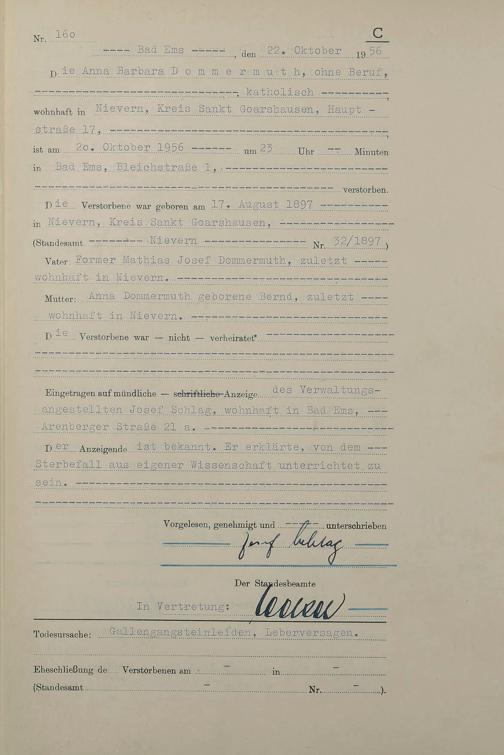 C
Nr. 160
---- Bad Ems -----, den 22. Oktober 1956
Die Anna Barbara D o m m e r m u t h, ohne Beruf,
----------------------------, katholisch ----------,
wohnhaft in Nievern, Kreis Sankt Goarshausen, Haupt -
straße 17, --------------------------------------,
ist am 20. Oktober 1956 ------ um 23 Uhr -- Minuten
in Bad Ems, Bleichstraße 1, ----------------------
------------------------------------------ verstorben.
Die Verstorbene war geboren am 17. August 1897 ----------
in Nievern, Kreis Sankt Goarshausen, ----------------
(Standesamt -------- Nievern ---------------- Nr. 32/1897 )
Vater Former Mathias Josef Dommermuth, zuletzt -----
wohnhaft in Nievern. -----------------------------
Mutter: Anna Dommermuth geborene Bernd, zuletzt ----
wohnhaft in Nievern. --------------------------
Die Verstorbene war — nicht — verheiratet* ------------------
--------------------------------------------------
--------------------------------------------------
Eingetragen auf mündliche — schriftliche Anzeige des Verwaltungs-
angestellten Josef Schlag, wohnhaft in Bad Ems, ---
Arenberger Straße 21 a. --------------------------
Der Anzeigende ist bekannt. Er erklärte, von dem ---
Sterbefall aus eigener Wissenschaft unterrichtet zu
sein. --------------------------------------------
--------------------------------------------------
Vorgelesen, genehmigt und ----- unterschrieben
Josef Schlag
Der Standesbeamte
In Vertretung:
Todesursache: Gallengangsteinleiden, Leberversagen.
Eheschließung de Verstorbenen am - in -
(Standesamt - Nr. - ).